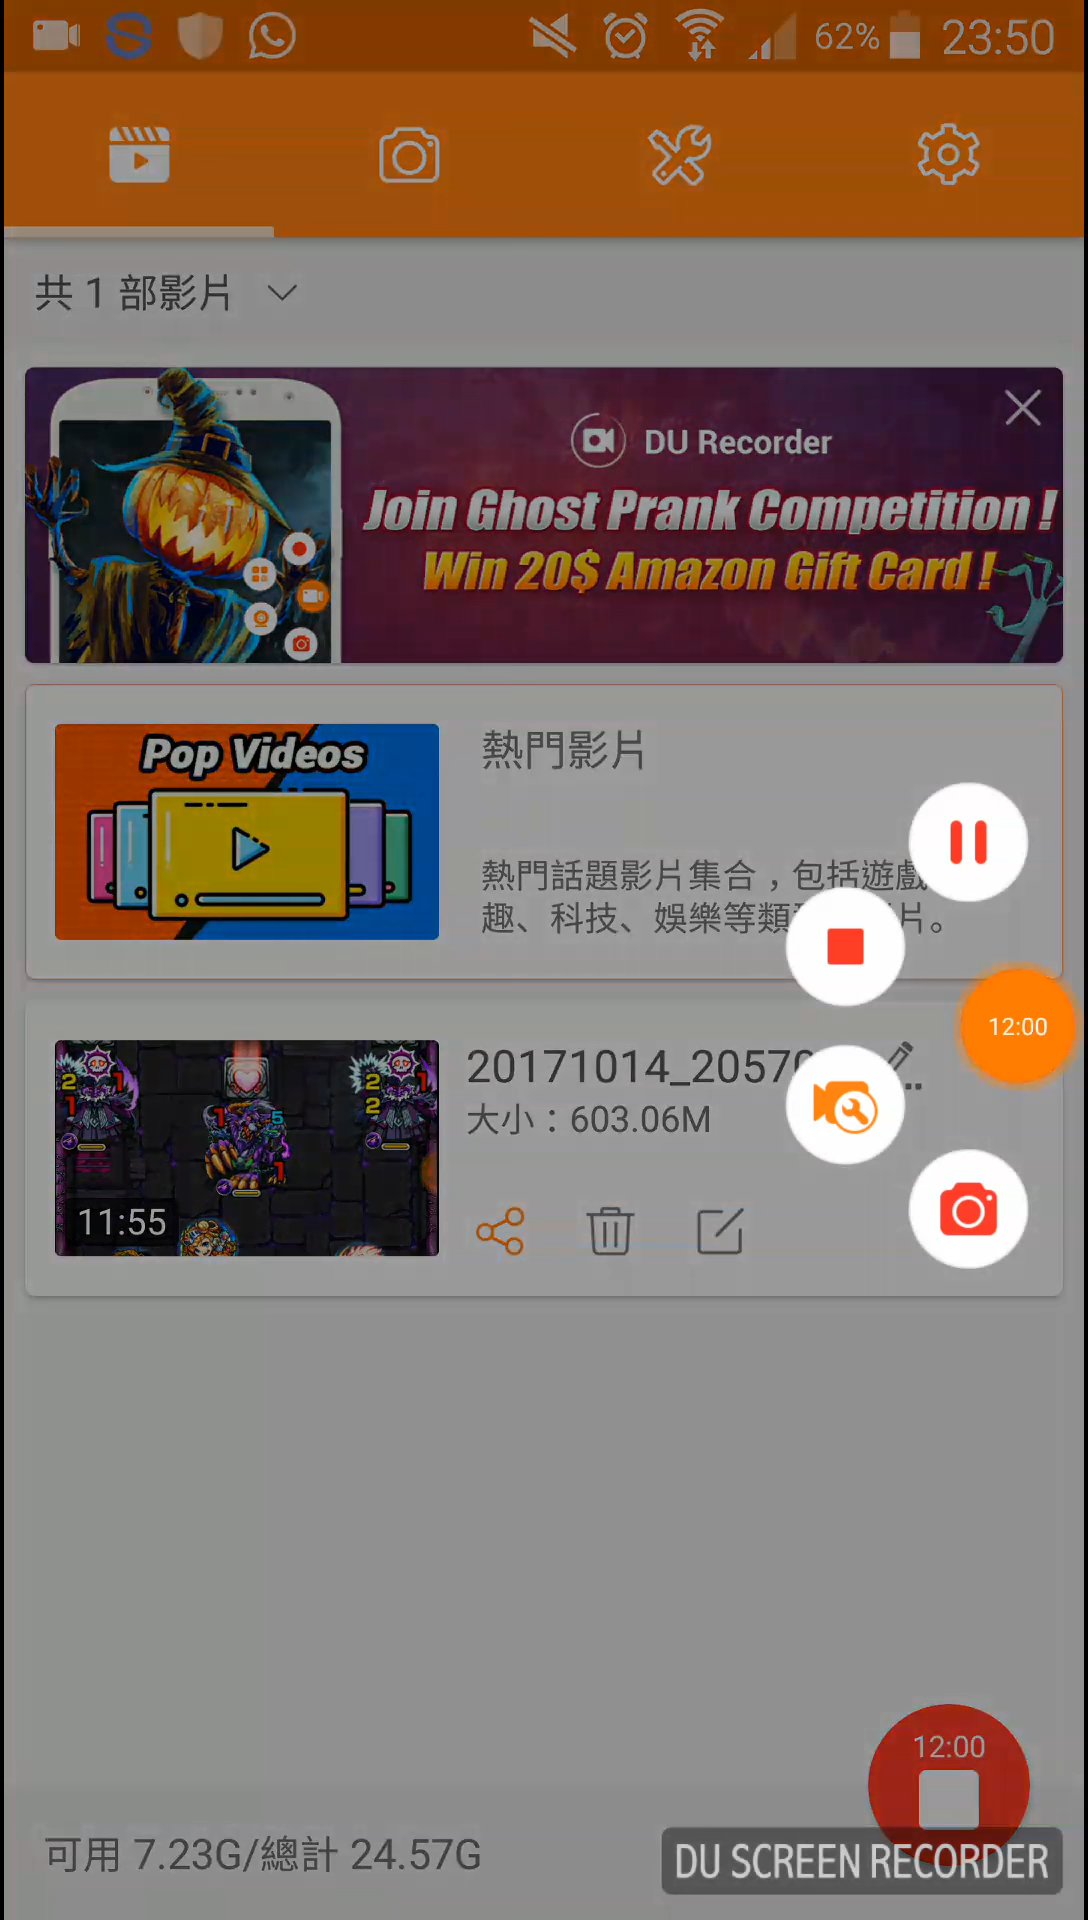 62% 23:50
共 1 部影片
DU Recorder
Join Ghost Prank Competition !
Win 20$ Amazon Gift Card !
Pop Videos
熱門影片
熱門話題影片集合，包括遊戲
趣、科技、娛樂等類 片。
12:00
20171014_20570
大小：603.06M
11:55
12:00
可用 7.23G/總計 24.57G
DU SCREEN RECORDER